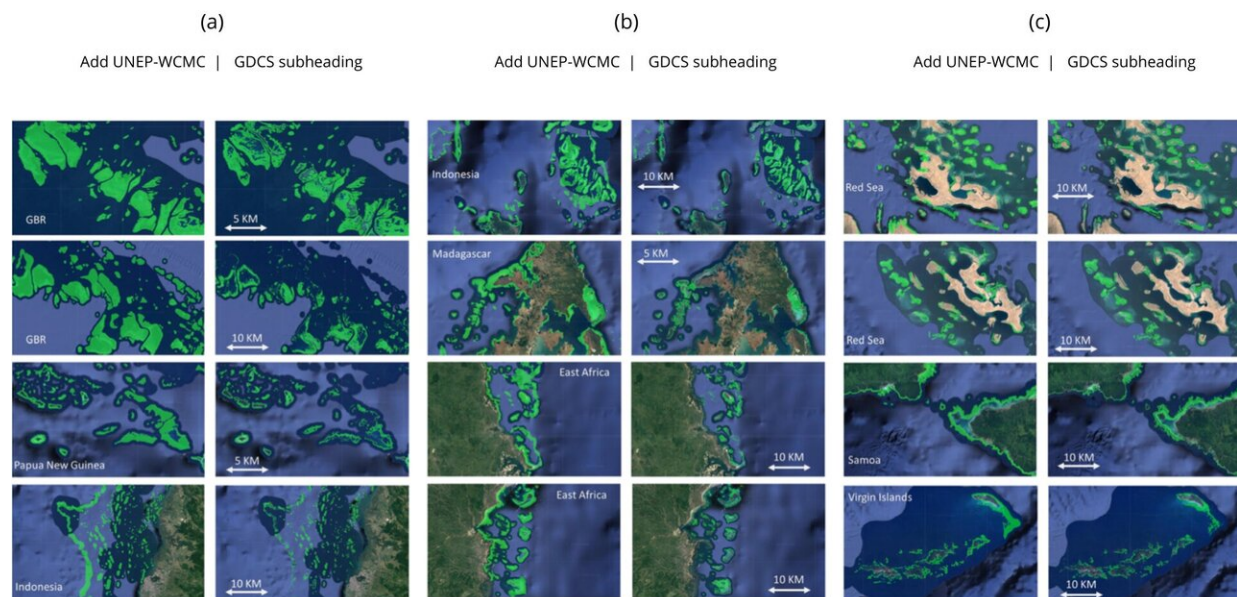 (a)
(b)
(c)
Add UNEP-WCMC | GDCS subheading
Add UNEP-WCMC | GDCS subheading
Add UNEP-WCMC | GDCS subheading
GBR
5 KM
Indonesia
10 KM
Red Sea
10 KM
GBR
10 KM
Madagascar
5 KM
Red Sea
10 KM
Papua New Guinea
5 KM
East Africa
10 KM
Samoa
10 KM
Indonesia
10 KM
East Africa
10 KM
Virgin Islands
10 KM